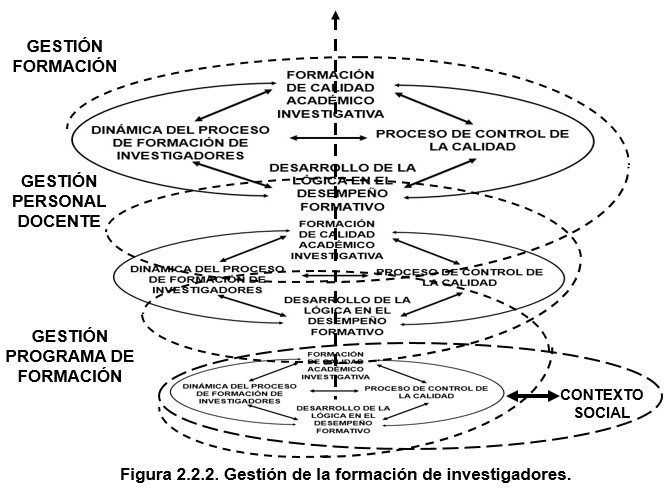 GESTIÓN
FORMACIÓN
FORMACIÓN
DE CALIDAD
ACADÉMICO
INVESTIGATIVA
DINÁMICA DEL PROCESO
DE FORMACIÓN DE
INVESTIGADORES
PROCESO DE CONTROL DE
LA CALIDAD
DESARROLLO DE LA
LÓGICA EN EL
DESEMPEÑO
FORMATIVO
GESTIÓN
PERSONAL
DOCENTE
FORMACIÓN
DE CALIDAD
ACADÉMICO
INVESTIGATIVA
DINÁMICA DEL PROCESO
DE FORMACIÓN DE
INVESTIGADORES
PROCESO DE CONTROL DE
LA CALIDAD
DESARROLLO DE LA
LÓGICA EN EL
DESEMPEÑO
FORMATIVO
GESTIÓN
PROGRAMA DE
FORMACIÓN
FORMACIÓN
DE CALIDAD
ACADÉMICO
INVESTIGATIVA
DINÁMICA DEL PROCESO
DE FORMACIÓN DE
INVESTIGADORES
PROCESO DE CONTROL DE
LA CALIDAD
DESARROLLO DE LA
LÓGICA EN EL
DESEMPEÑO
FORMATIVO
CONTEXTO
SOCIAL
Figura 2.2.2. Gestión de la formación de investigadores.